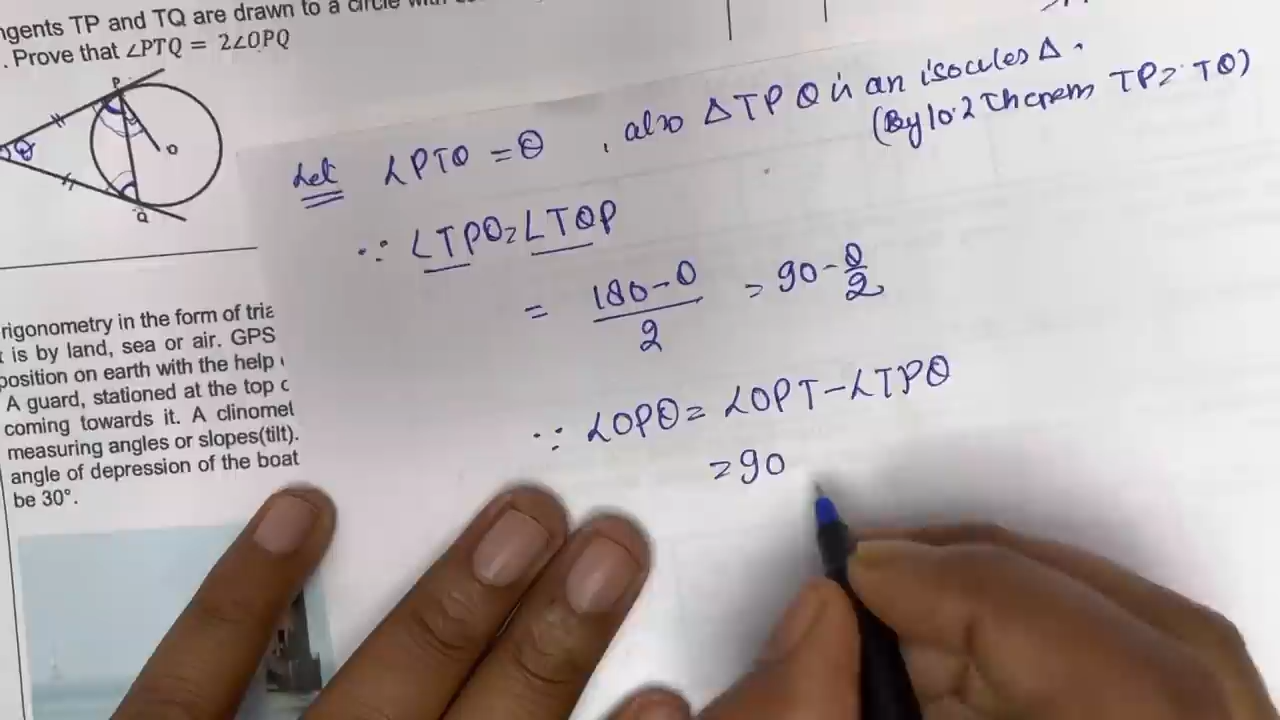 ngents TP and TQ are drawn to a circle
. Prove that ∠PTQ = 2∠OPQ
P
θ
O
Q
Let ∠PTQ = θ , also ΔTPQ is an isoceles Δ.
(By 10.2 Theorem TP = TQ)
∵ ∠TPQ = ∠TQP
= 180-θ/2 = 90-θ/2
∵ ∠OPQ = ∠OPT-∠TPQ
= 90
rigonometry in the form of tria
t is by land, sea or air. GPS
position on earth with the help
A guard, stationed at the top c
coming towards it. A clinomet
measuring angles or slopes(tilt).
angle of depression of the boat
be 30°.